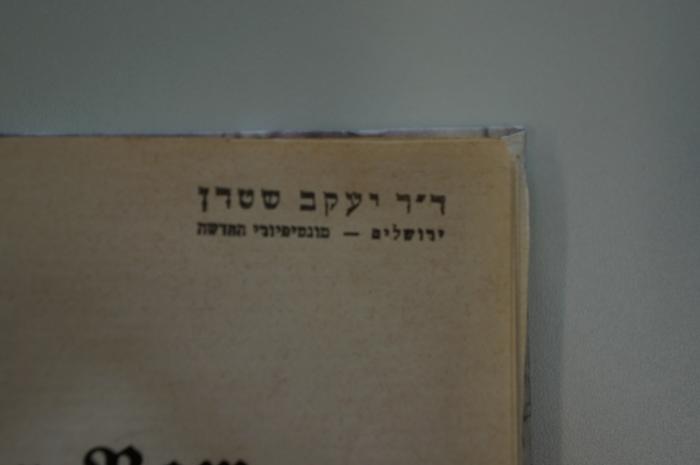 ד״ר יעקב שטרן
ירושלים — מונטיפיורי החדשה